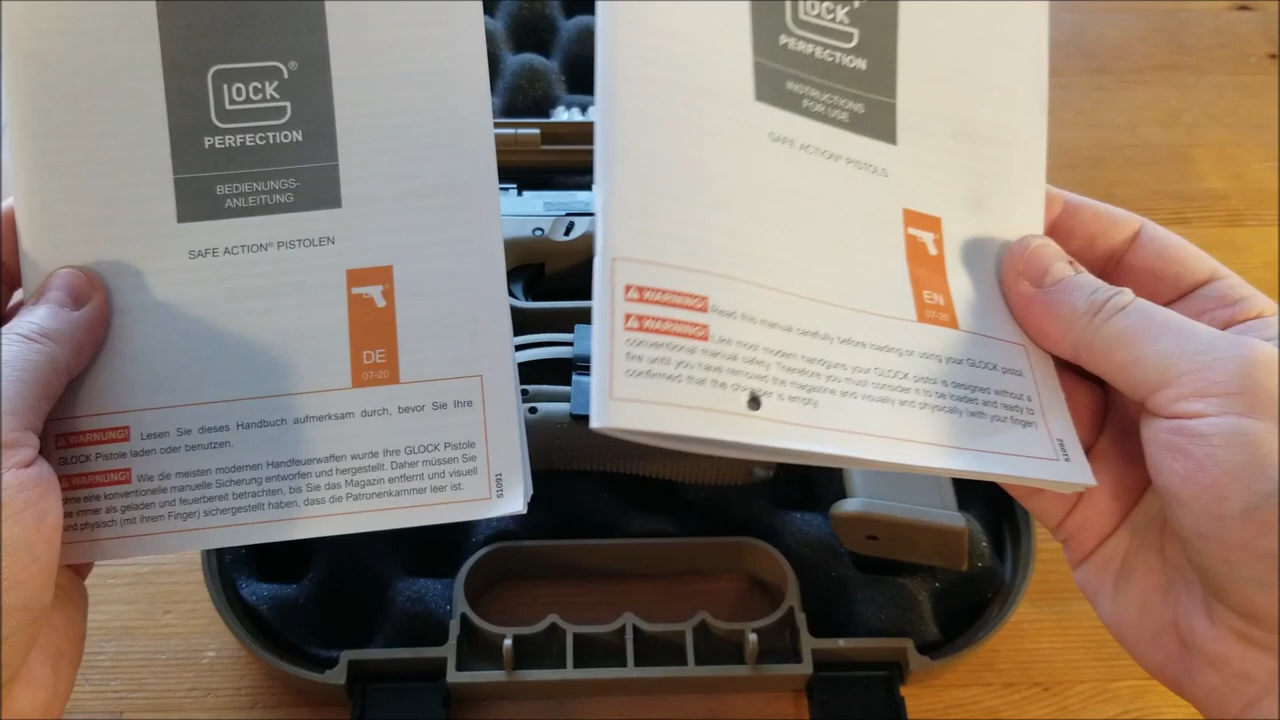 GLOCK®
PERFECTION
BEDIENUNGS-
ANLEITUNG
SAFE ACTION® PISTOLEN
DE
07-20
WARNUNG! Lesen Sie dieses Handbuch aufmerksam durch, bevor Sie Ihre
GLOCK Pistole laden oder benutzen.
WARNUNG! Wie die meisten modernen Handfeuerwaffen wurde Ihre GLOCK Pistole
ohne eine konventionelle manuelle Sicherung entworfen und hergestellt. Daher müssen Sie
sie immer als geladen und feuerbereit betrachten, bis Sie das Magazin entfernt und visuell
und physisch (mit ihrem Finger) sichergestellt haben, dass die Patronenkammer leer ist.
51091
GLOCK
PERFECTION
INSTRUCTIONS
FOR USE
SAFE ACTION® PISTOLS
EN
07-20
WARNING! Read this manual carefully before loading or using your GLOCK pistol.
WARNING! Like most modern handguns, your GLOCK pistol is designed without a
conventional manual safety. Therefore you must consider it to be loaded and ready to
fire until you have removed the magazine and visually and physically (with your finger)
confirmed that the chamber is empty.
51092